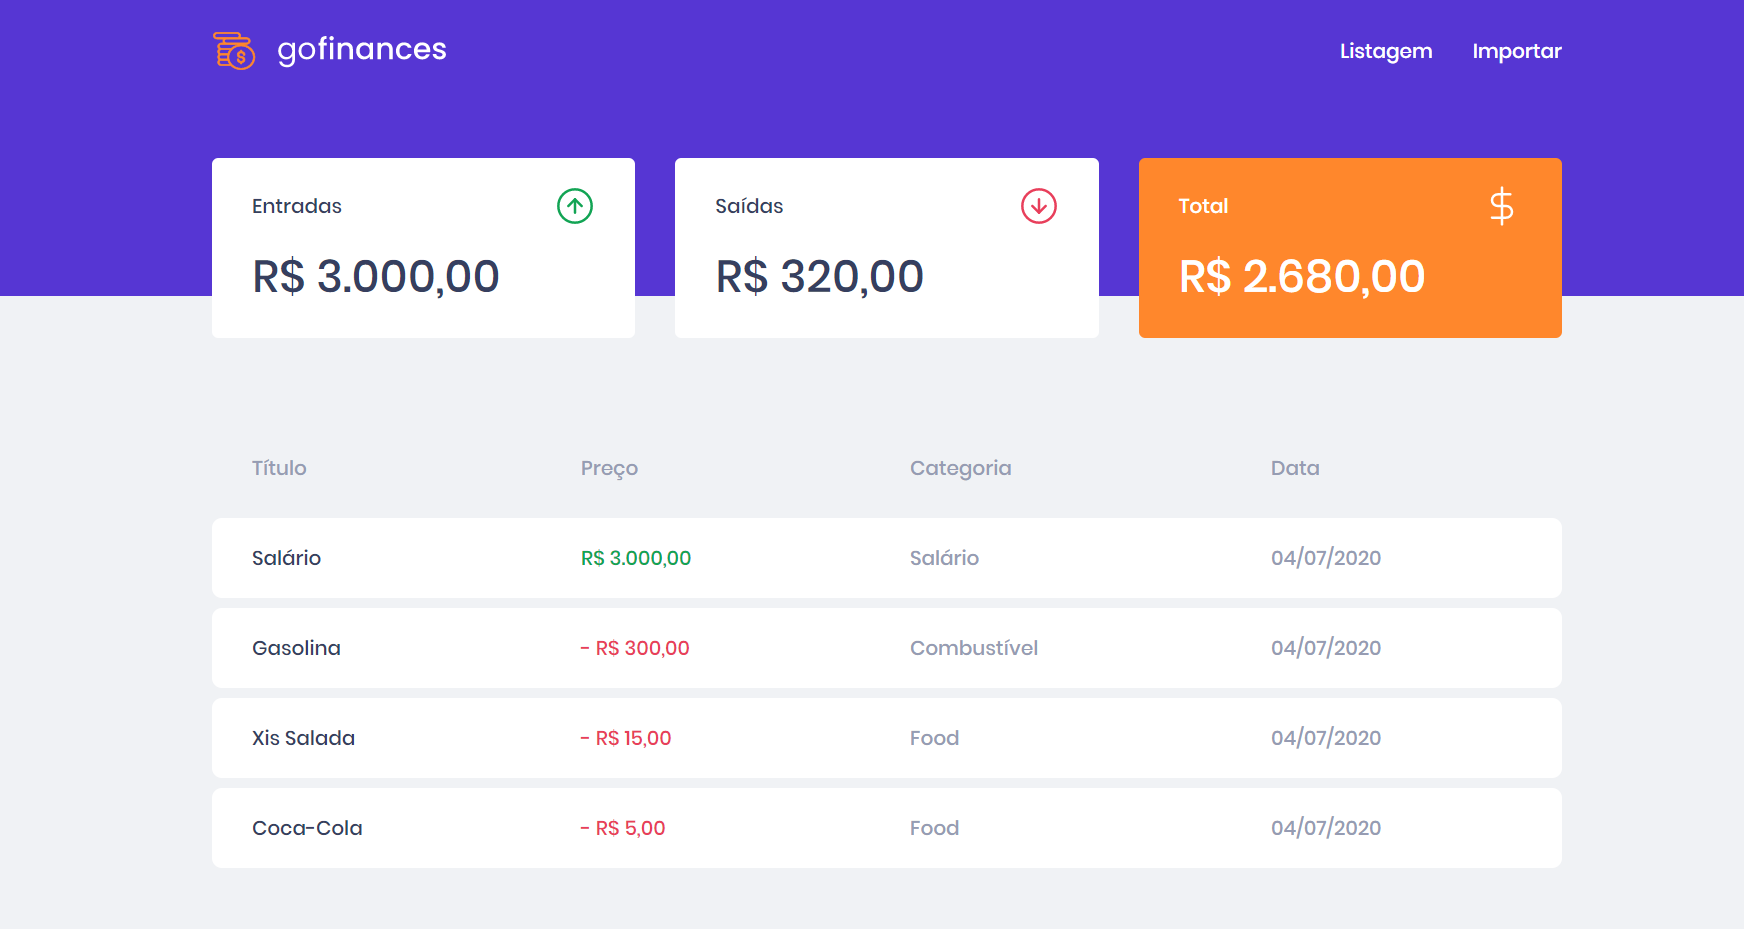 gofinances
Listagem Importar
Entradas
R$ 3.000,00
Saídas
R$ 320,00
Total
R$ 2.680,00
Título Preço Categoria Data
Salário R$ 3.000,00 Salário 04/07/2020
Gasolina - R$ 300,00 Combustível 04/07/2020
Xis Salada - R$ 15,00 Food 04/07/2020
Coca-Cola - R$ 5,00 Food 04/07/2020